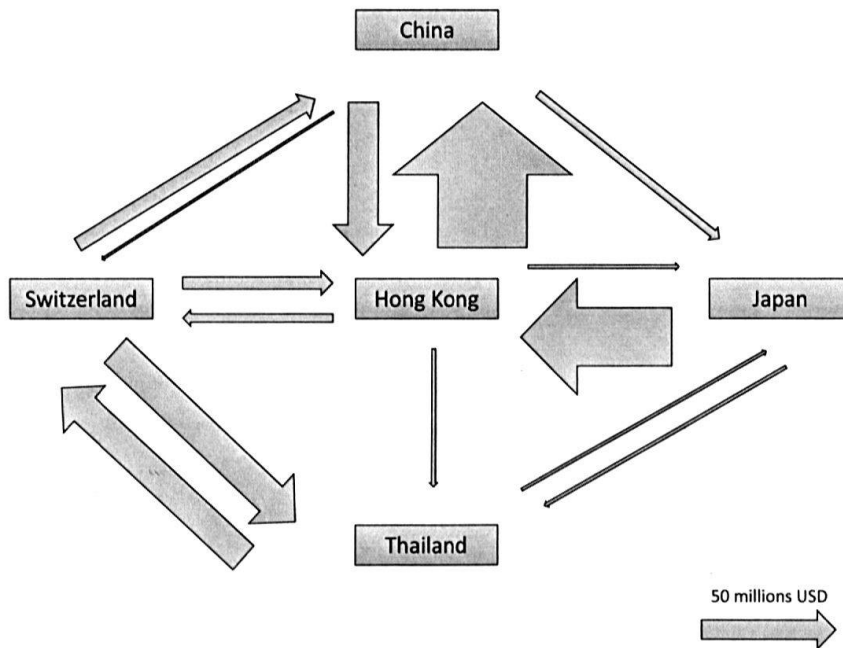 China
Switzerland
Hong Kong
Japan
Thailand
50 millions USD